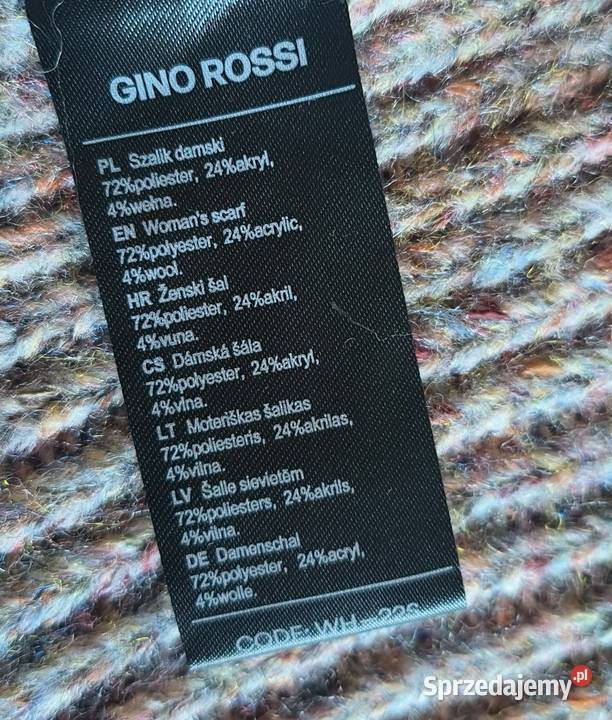 GINO ROSSI
PL Szalik damski
72%poliester, 24%akryl,
4%wełna.
EN Woman's scarf
72%polyester, 24%acrylic,
4%wool.
HR Ženski šal
72%poliester, 24%akril,
4%vuna.
CS Dámská šála
72%polyester, 24%akryl,
4%vlna.
LT Moteriškas šalikas
72%poliesteris, 24%akrilas,
4%vilna.
LV Šalle sievietēm
72%poliesters, 24%akrils,
4%vilna.
DE Damenschal
72%polyester, 24%acryl,
4%wolle.
CODE: WH
Sprzedajemy.pl